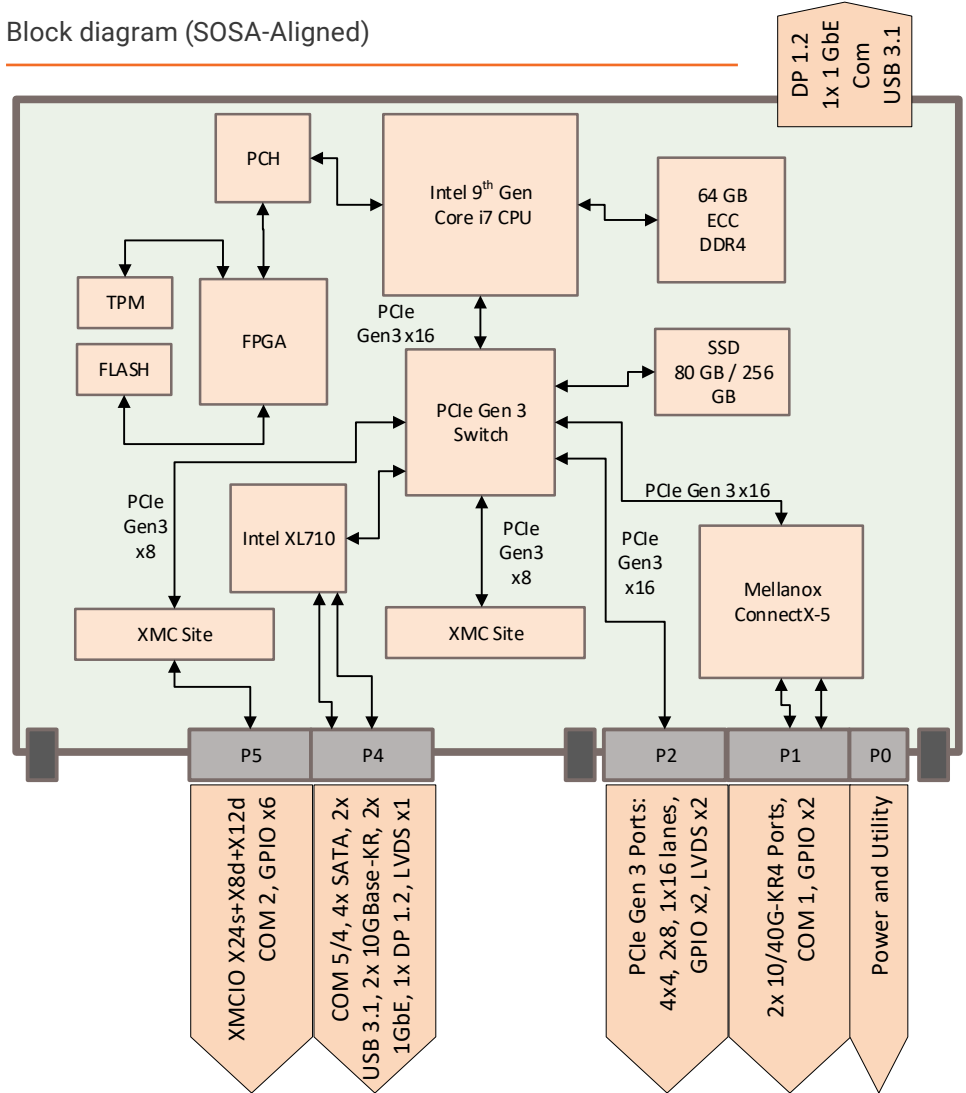 Block diagram (SOSA-Aligned)
DP 1.2
1x 1 GbE
Com
USB 3.1
PCH
Intel 9th Gen
Core i7 CPU
64 GB
ECC
DDR4
TPM
FLASH
FPGA
PCIe
Gen3 x16
SSD
80 GB / 256
GB
PCIe Gen 3
Switch
PCIe
Gen3
x8
Intel XL710
PCIe
Gen3
x8
PCIe
Gen3
x16
PCIe Gen 3 x16
Mellanox
ConnectX-5
XMC Site
XMC Site
P5
P4
P2
P1
P0
XMCIO X24s+X8d+X12d
COM 2, GPIO x6
COM 5/4, 4x SATA, 2x
USB 3.1, 2x 10GBase-KR, 2x
1GbE, 1x DP 1.2, LVDS x1
PCIe Gen 3 Ports:
4x4, 2x8, 1x16 lanes,
GPIO x2, LVDS x2
2x 10/40G-KR4 Ports,
COM 1, GPIO x2
Power and Utility